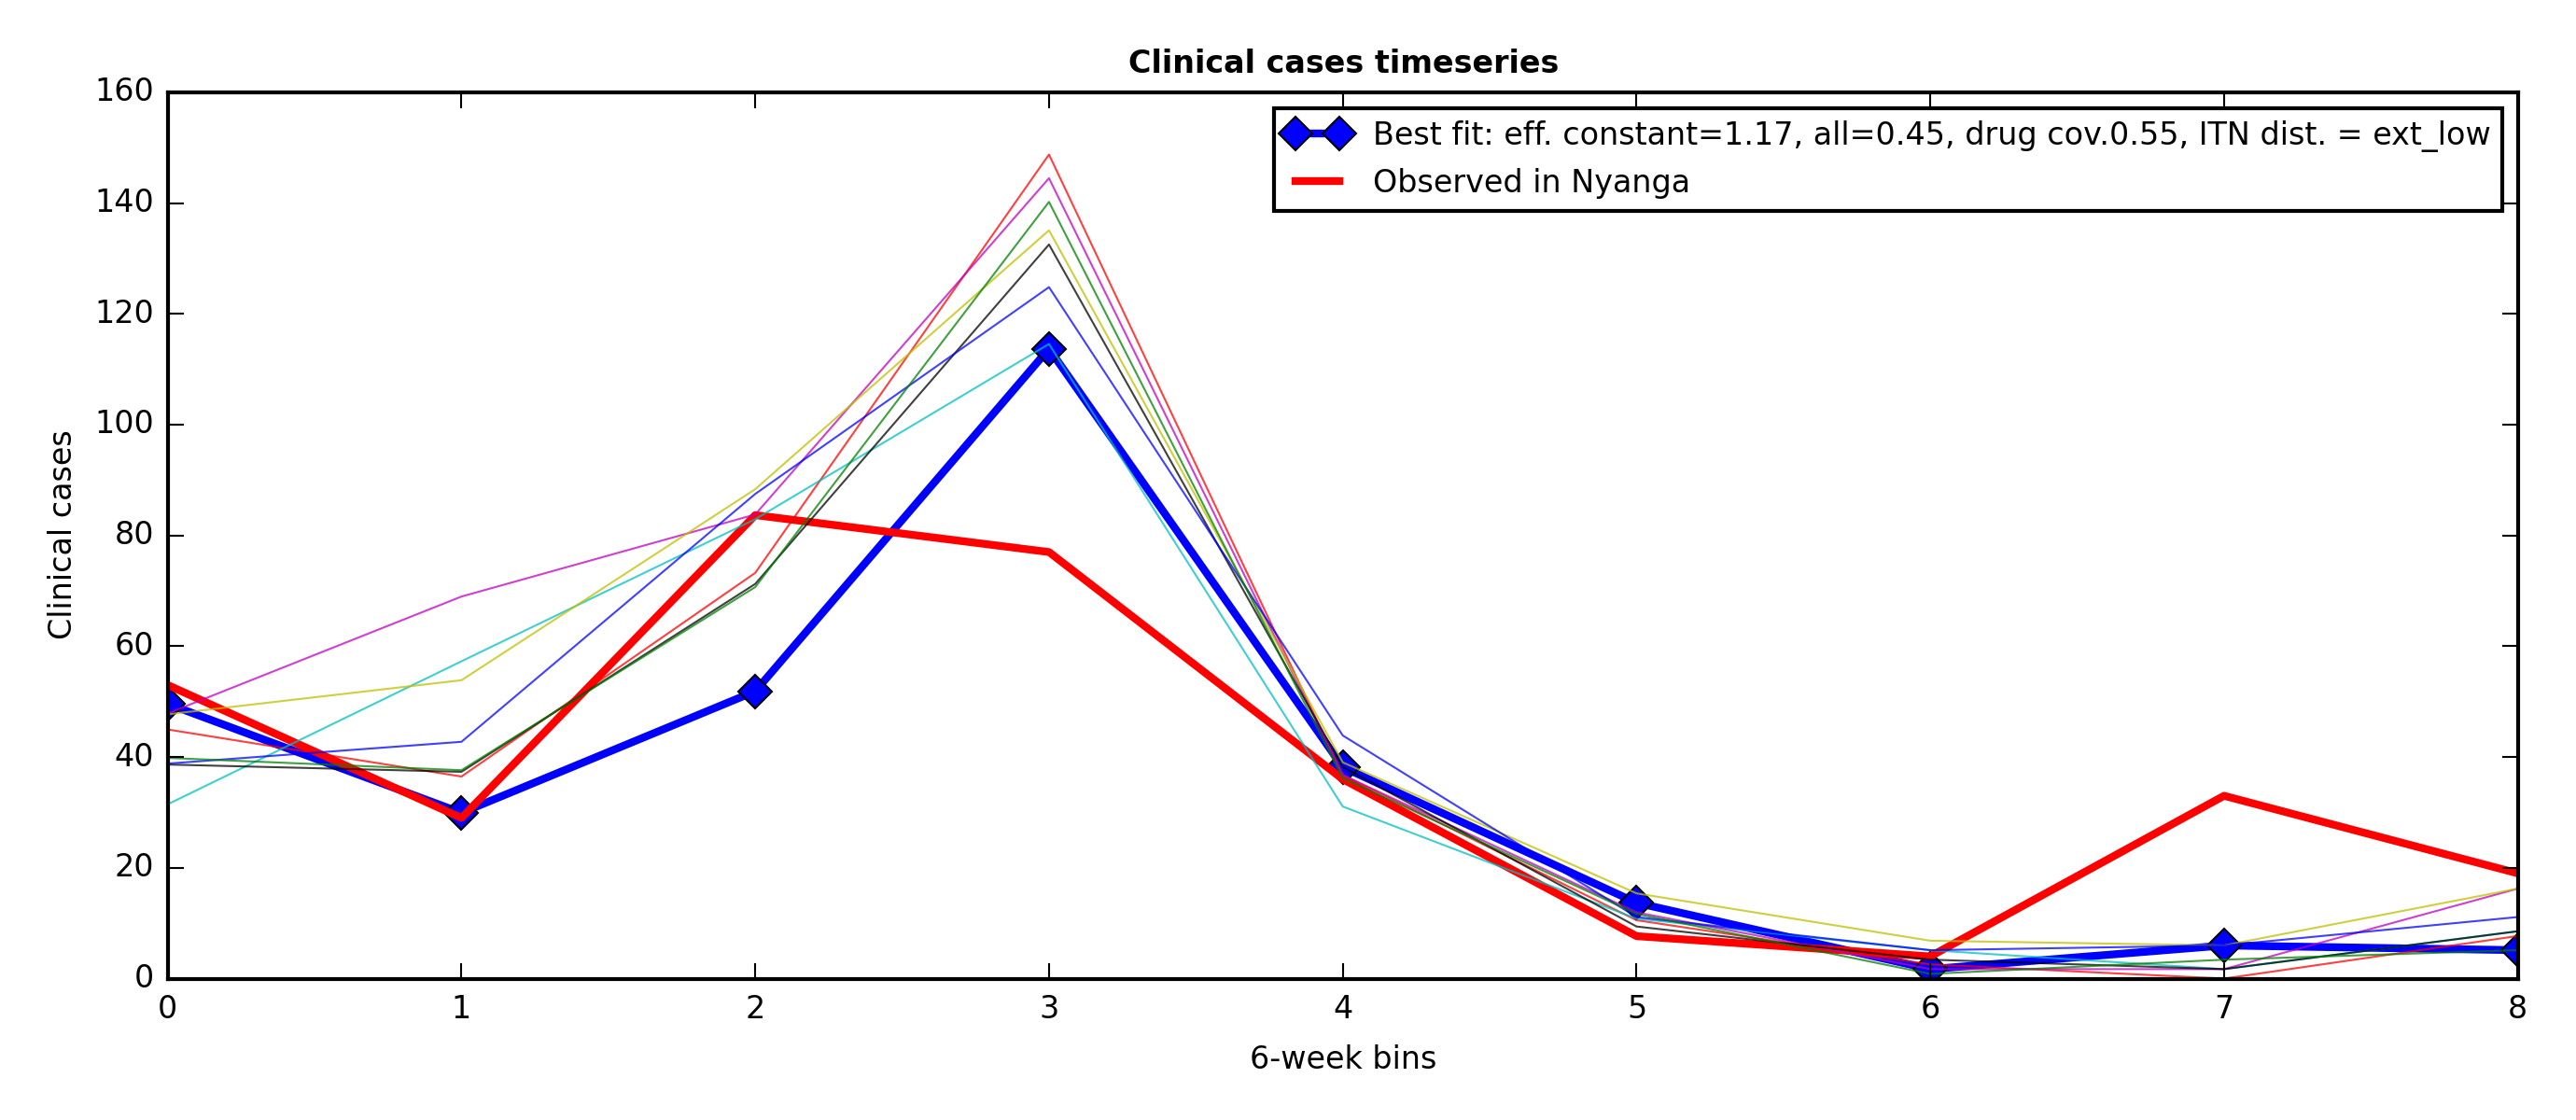 Clinical cases timeseries
160
140
120
100
80
60
40
20
0
Clinical cases
Best fit: eff. constant=1.17, all=0.45, drug cov.0.55, ITN dist. = ext_low
Observed in Nyanga
0 1 2 3 4 5 6 7 8
6-week bins